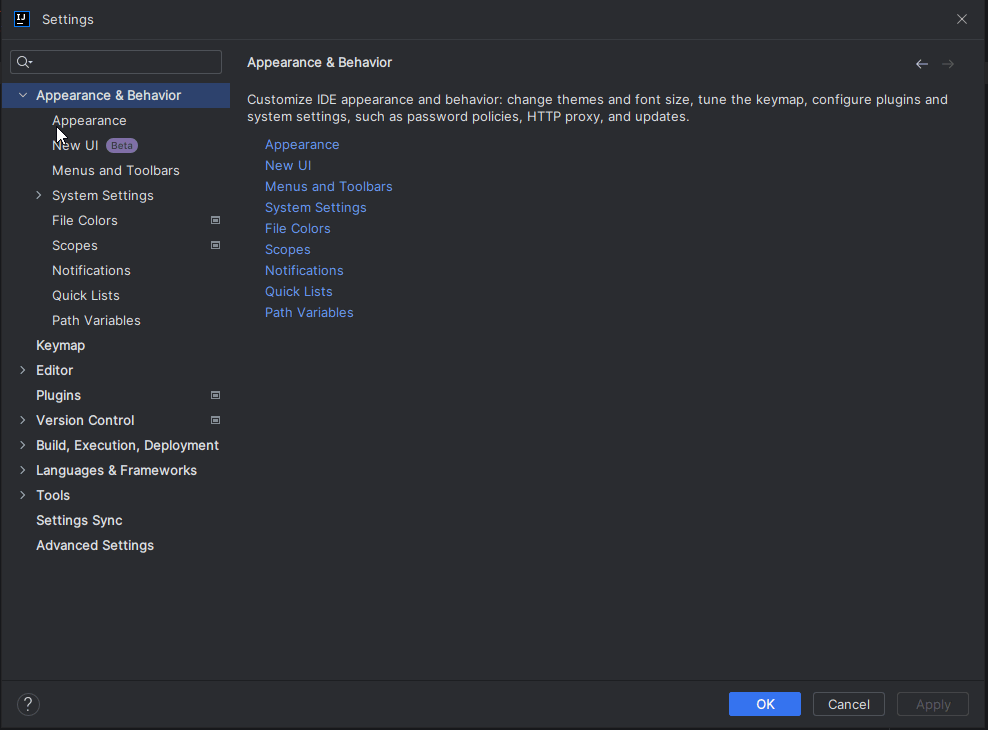 IJ
Settings
Appearance & Behavior
Appearance
New UI Beta
Menus and Toolbars
System Settings
File Colors
Scopes
Notifications
Quick Lists
Path Variables
Keymap
Editor
Plugins
Version Control
Build, Execution, Deployment
Languages & Frameworks
Tools
Settings Sync
Advanced Settings
Appearance & Behavior
Customize IDE appearance and behavior: change themes and font size, tune the keymap, configure plugins and
system settings, such as password policies, HTTP proxy, and updates.
Appearance
New UI
Menus and Toolbars
System Settings
File Colors
Scopes
Notifications
Quick Lists
Path Variables
?
OK
Cancel
Apply